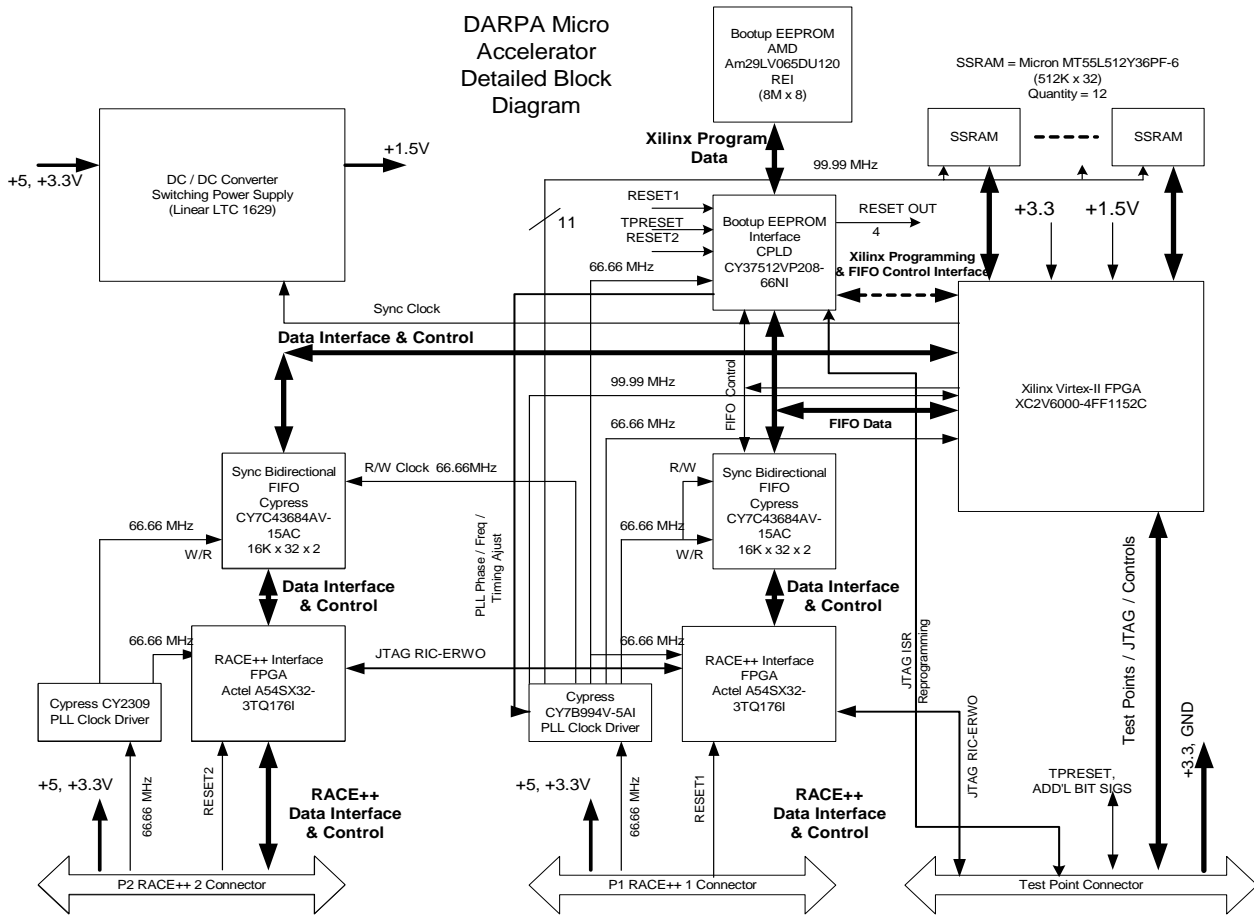 DARPA Micro
Accelerator
Detailed Block
Diagram
Bootup EEPROM
AMD
Am29LV065DU120
REI
(8M x 8)
SSRAM = Micron MT55L512Y36PF-6
(512K x 32)
Quantity = 12
SSRAM
SSRAM
+5, +3.3V
DC / DC Converter
Switching Power Supply
(Linear LTC 1629)
+1.5V
Xilinx Program
Data
99.99 MHz
11
RESET1
TPRESET
RESET2
66.66 MHz
Bootup EEPROM
Interface
CPLD
CY37512VP208-
66NI
RESET OUT
4
+3.3
+1.5V
Xilinx Programming
& FIFO Control Interface
Sync Clock
Data Interface & Control
99.99 MHz
FIFO Control
FIFO Data
66.66 MHz
Xilinx Virtex-II FPGA
XC2V6000-4FF1152C
Sync Bidirectional
FIFO
Cypress
CY7C43684AV-
15AC
16K x 32 x 2
R/W Clock 66.66MHz
66.66 MHz
W/R
R/W
66.66 MHz
W/R
Sync Bidirectional
FIFO
Cypress
CY7C43684AV-
15AC
16K x 32 x 2
PLL Phase / Freq /
Timing Ajust
Data Interface
& Control
Data Interface
& Control
66.66 MHz
RACE++ Interface
FPGA
Actel A54SX32-
3TQ176I
JTAG RIC-ERWO
66.66 MHz
RACE++ Interface
FPGA
Actel A54SX32-
3TQ176I
JTAG ISR
Reprogramming
JTAG RIC-ERWO
Test Points / JTAG / Controls
Cypress CY2309
PLL Clock Driver
Cypress
CY7B994V-5AI
PLL Clock Driver
+5, +3.3V
66.66 MHz
RESET2
RACE++
Data Interface
& Control
+5, +3.3V
66.66 MHz
RESET1
RACE++
Data Interface
& Control
TPRESET,
ADD'L BIT SIGS
+3.3, GND
P2 RACE++ 2 Connector
P1 RACE++ 1 Connector
Test Point Connector